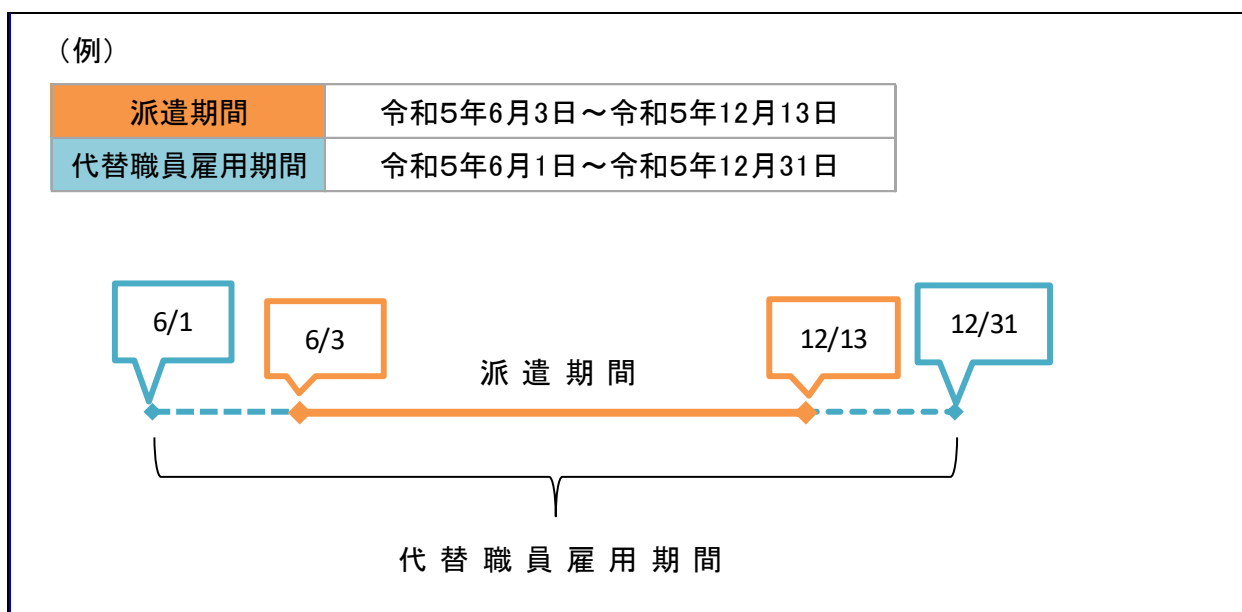 （例）
派遣期間 令和５年6月3日～令和５年12月13日
代替職員雇用期間 令和５年6月1日～令和５年12月31日
6/1
6/3
12/13
12/31
派遣期間
代替職員雇用期間